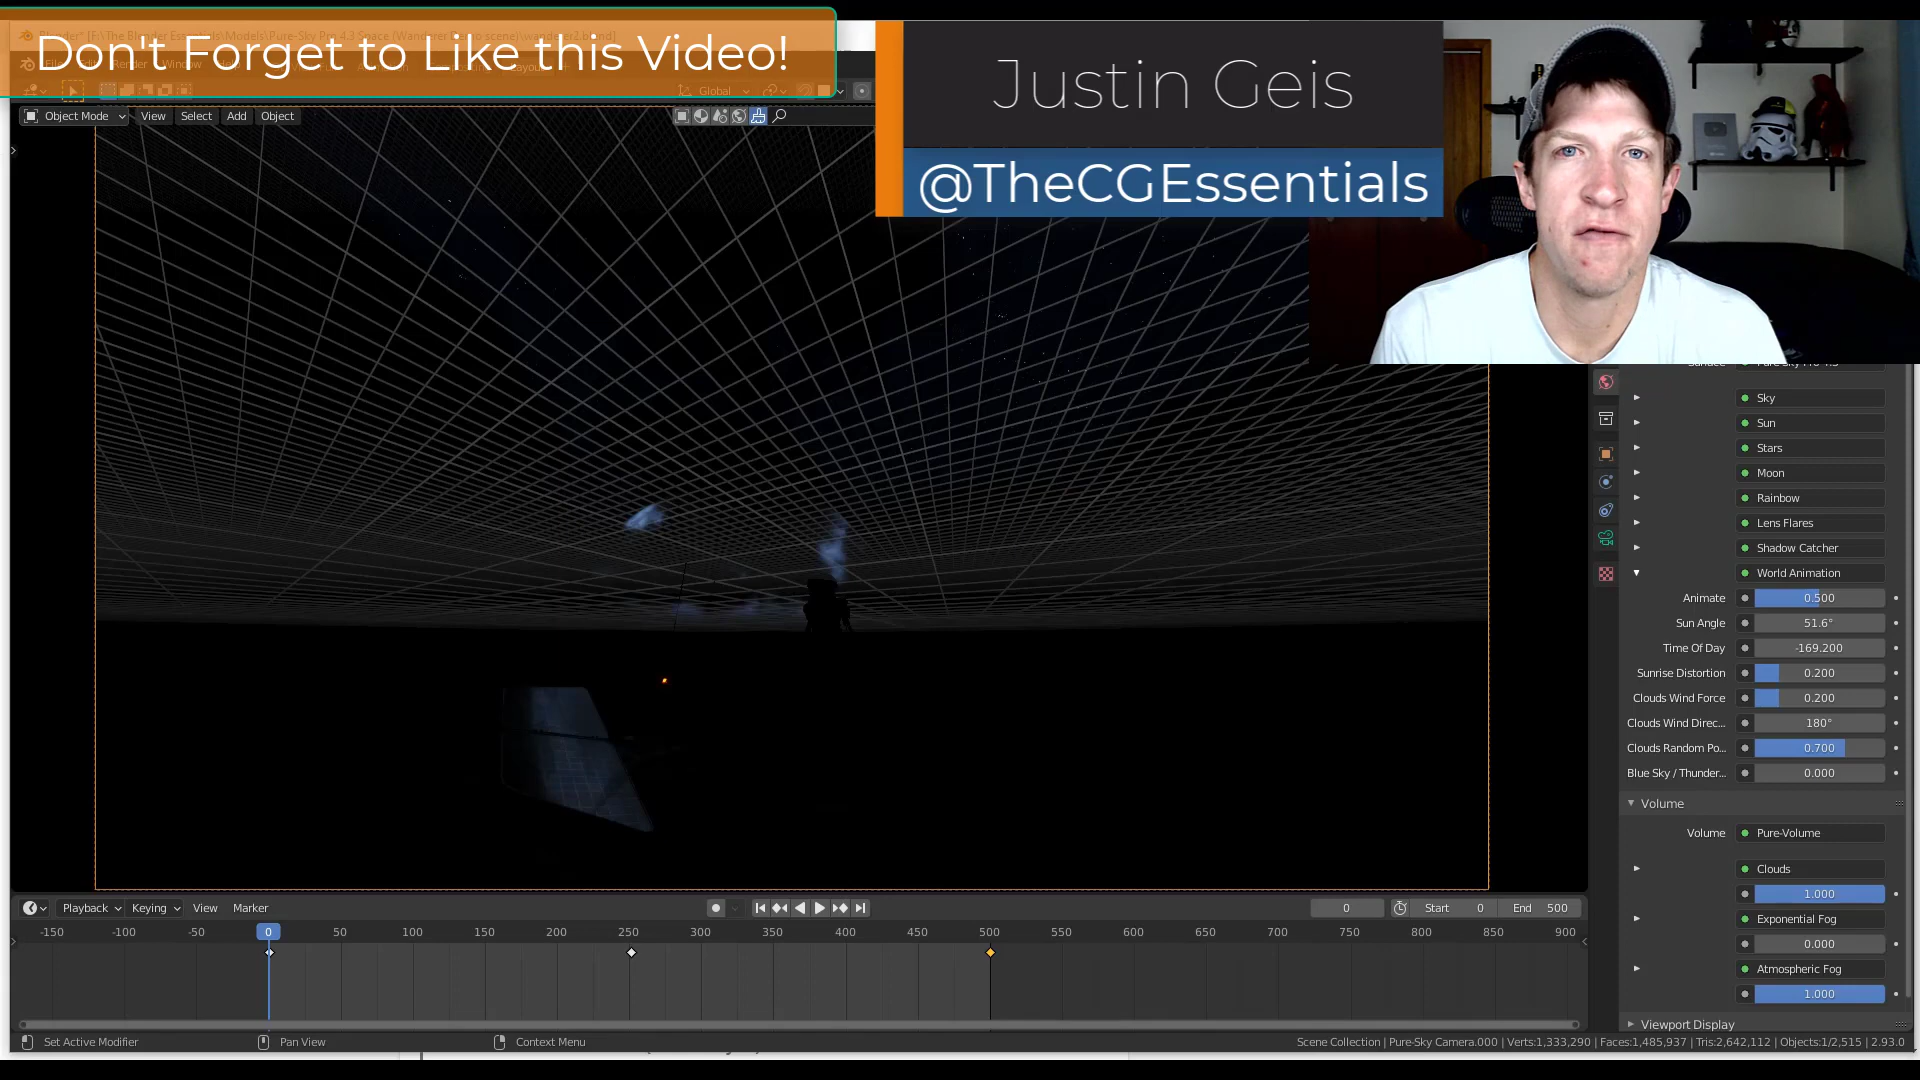 Don't Forget to Like this Video!
Justin Geis
@TheCGEssentials
Global
Object Mode
View
Select
Add
Object
Sky
Sun
Stars
Moon
Rainbow
Lens Flares
Shadow Catcher
World Animation
Animate
0.500
Sun Angle
51.6°
Time Of Day
-169.200
Sunrise Distortion
0.200
Clouds Wind Force
0.200
Clouds Wind Direc...
180°
Clouds Random Po...
0.700
Blue Sky / Thunder...
0.000
Volume
Volume
Pure-Volume
Clouds
1.000
Exponential Fog
0.000
Atmospheric Fog
1.000
Viewport Display
Playback
Keying
View
Marker
0
Start 0
End 500
-150 -100 -50 0 50 100 150 200 250 300 350 400 450 500 550 600 650 700 750 800 850 900
Set Active Modifier
Pan View
Context Menu
Scene Collection | Pure-Sky Camera.000 | Verts:1,333,290 | Faces:1,485,937 | Tris:2,642,112 | Objects:1/2,515 | 2.93.0